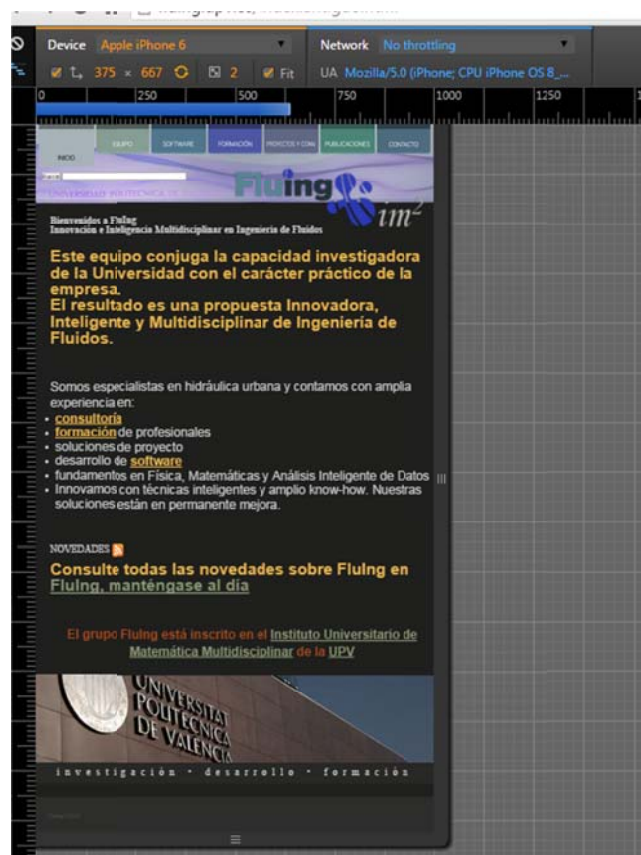 Device Apple iPhone 6 Network No throttling
375 × 667 2 Fit UA Mozilla/5.0 (iPhone; CPU iPhone OS 8_...
0 250 500 750 1000 1250
INICIO EQUIPO SOFTWARE FORMACIÓN PROYECTOS Y CONS PUBLICACIONES CONTACTO
FluIng
im²
Bienvenidos a FluIng
Innovación e Inteligencia Multidisciplinar en Ingeniería de Fluidos
Este equipo conjuga la capacidad investigadora
de la Universidad con el carácter práctico de la
empresa.
El resultado es una propuesta Innovadora,
Inteligente y Multidisciplinar de Ingeniería de
Fluidos.
Somos especialistas en hidráulica urbana y contamos con amplia
experiencia en:
• consultoría
• formación de profesionales
• soluciones de proyecto
• desarrollo de software
• fundamentos en Física, Matemáticas y Análisis Inteligente de Datos
• Innovamos con técnicas inteligentes y amplio know-how. Nuestras
soluciones están en permanente mejora.
NOVEDADES
Consulte todas las novedades sobre FluIng en
FluIng, manténgase al día
El grupo FluIng está inscrito en el Instituto Universitario de
Matemática Multidisciplinar de la UPV
UNIVERSITAT
POLITECNICA
DE VALENCIA
investigación · desarrollo · formación